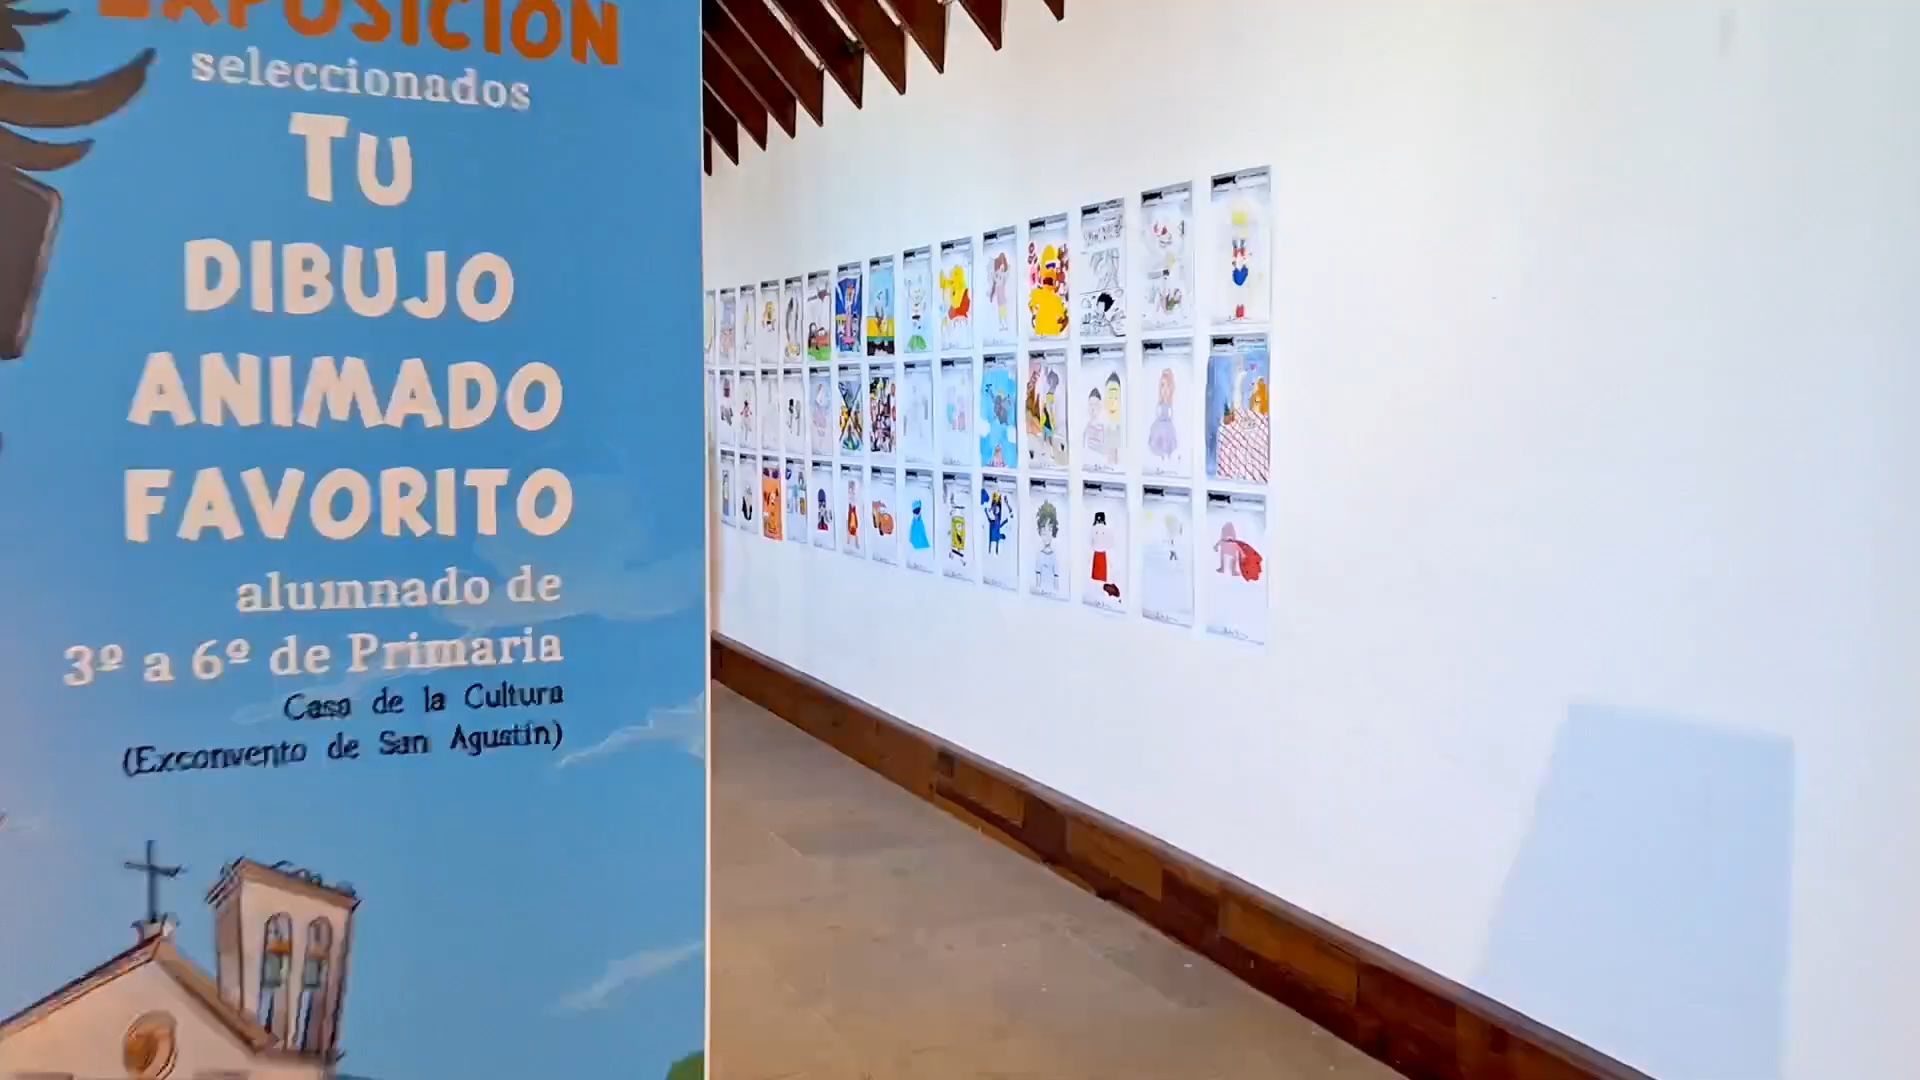 EXPOSICIÓN
seleccionados
TU
DIBUJO
ANIMADO
FAVORITO
alumnado de
3º a 6º de Primaria
Casa de la Cultura
(Exconvento de San Agustín)